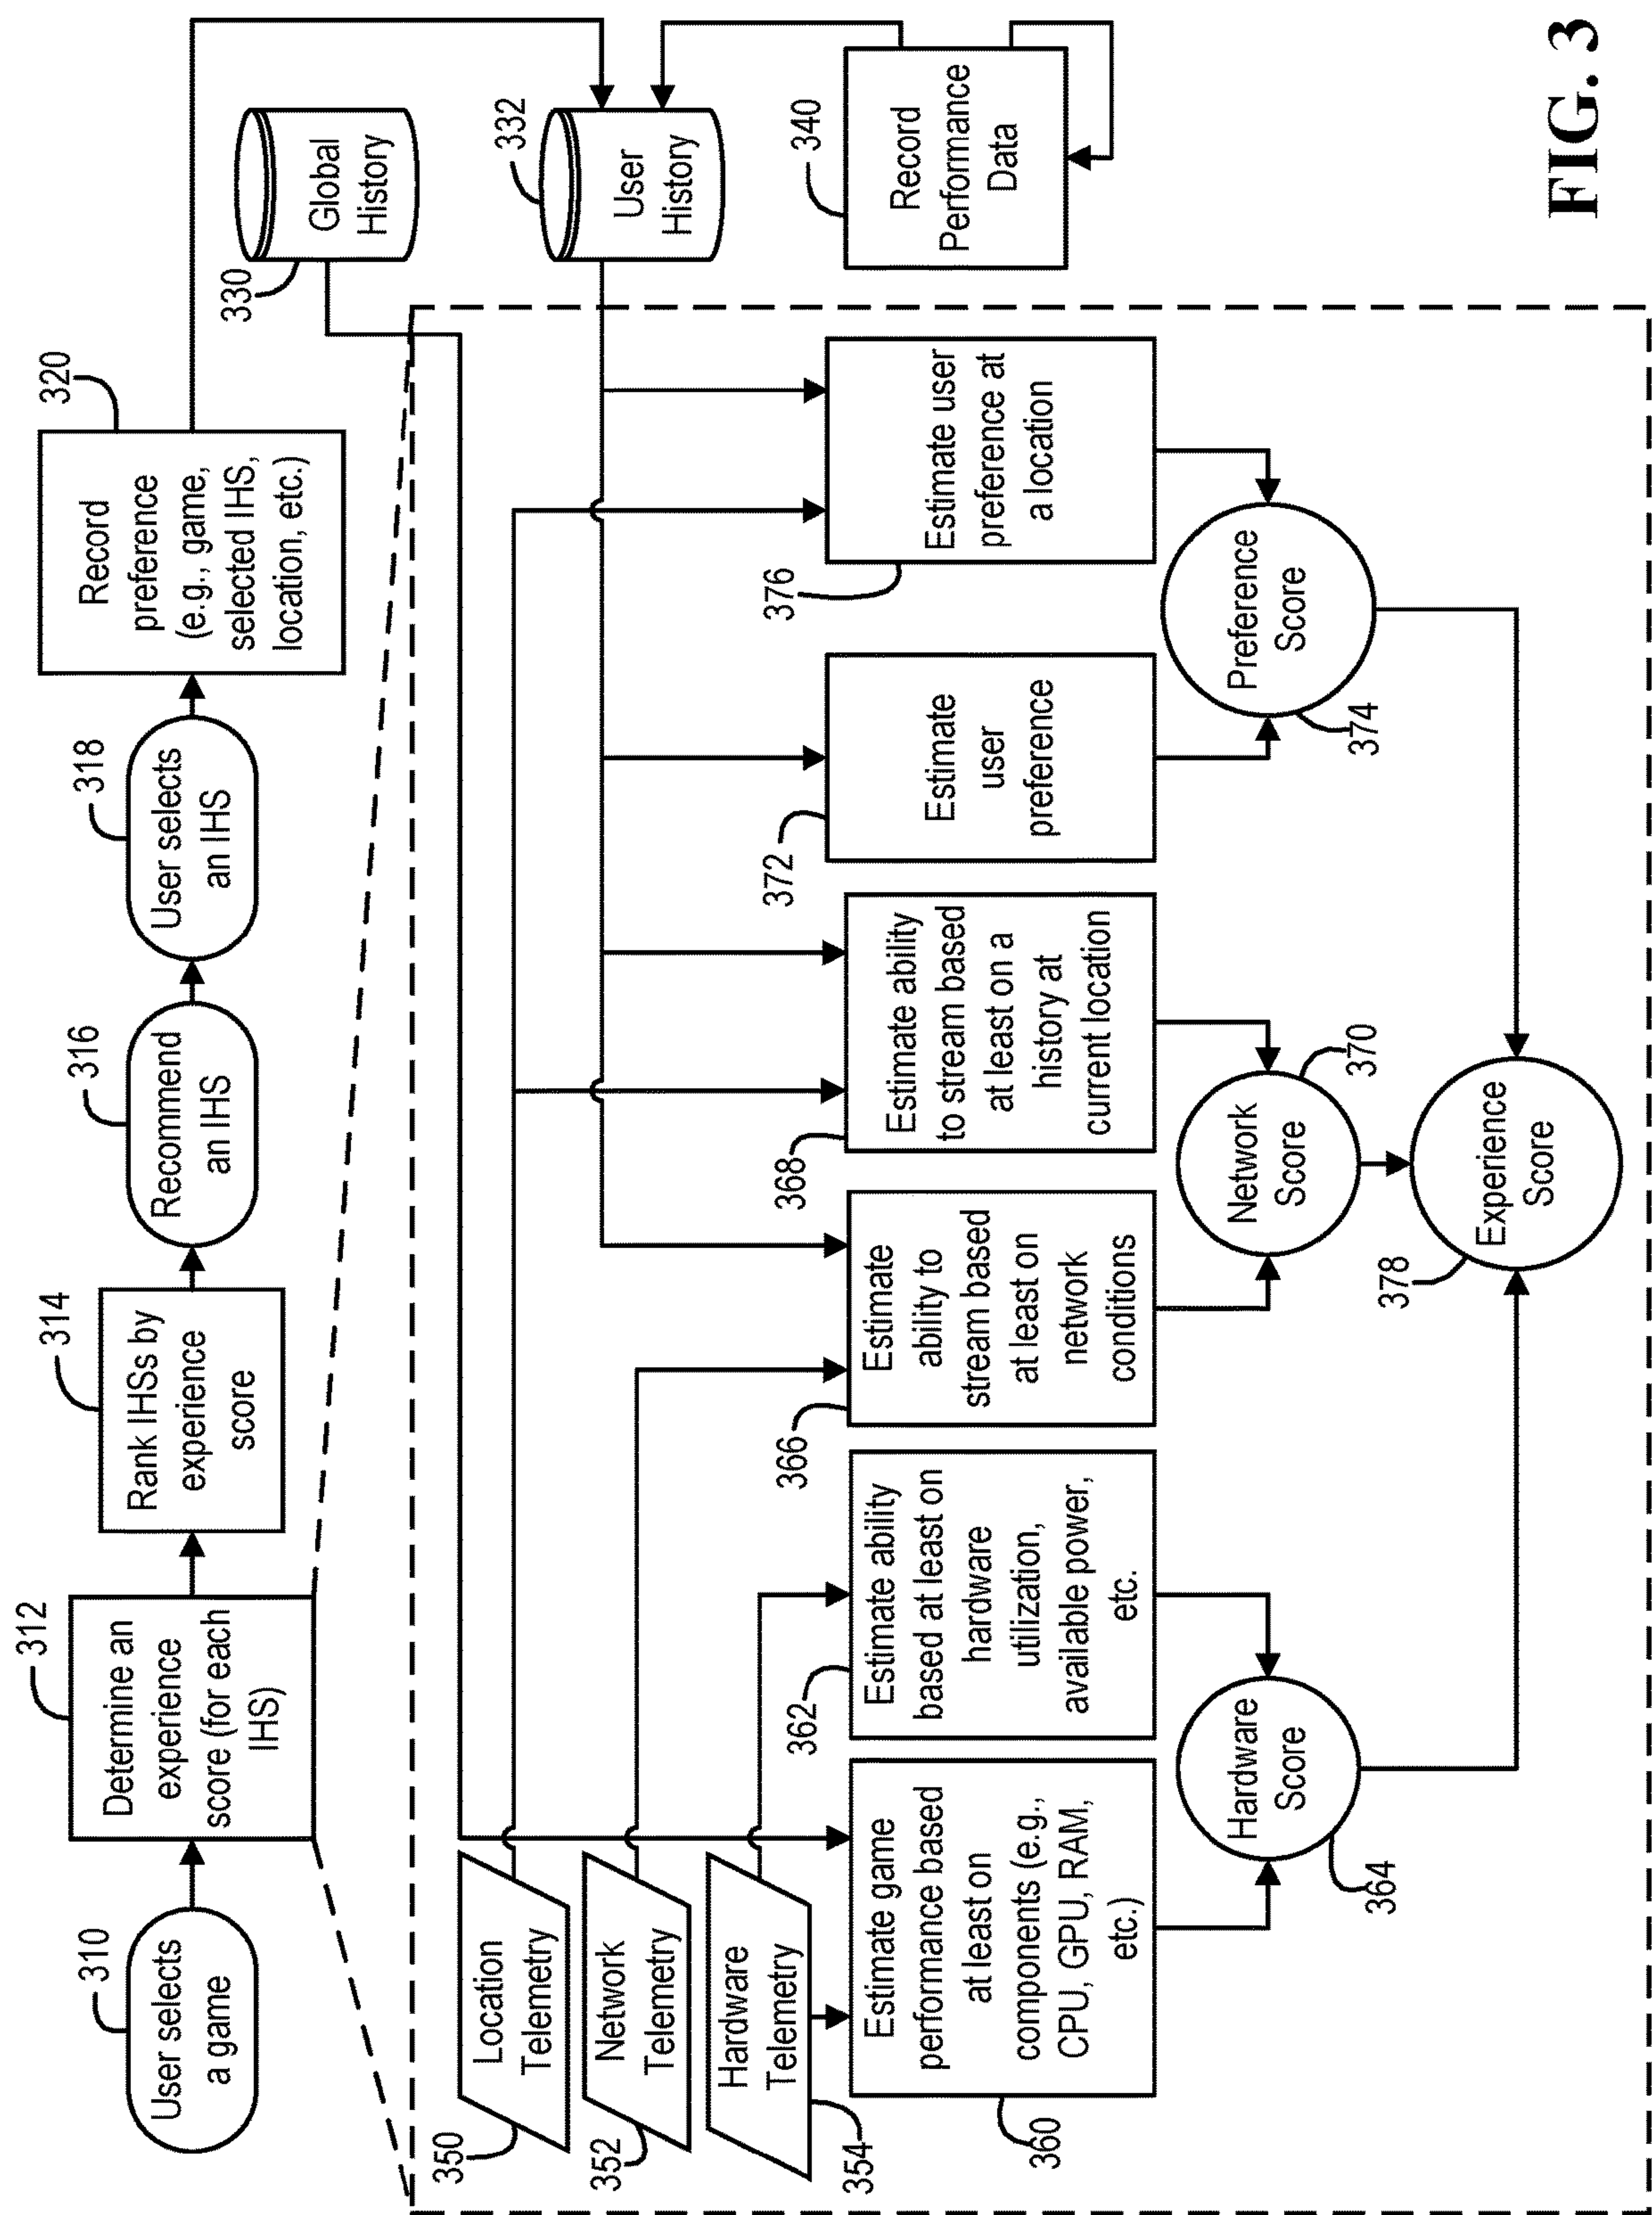 310
User selects
a game
312
Determine an
experience
score (for each
IHS)
314
Rank IHSs by
experience
score
316
Recommend
an IHS
318
User selects
an IHS
320
Record
preference
(e.g., game,
selected IHS,
location, etc.)
330
Global
History
332
User
History
340
Record
Performance
Data
350
Location
Telemetry
352
Network
Telemetry
354
Hardware
Telemetry
360
Estimate game
performance based
at least on
components (e.g.,
CPU, GPU, RAM,
etc.)
362
Estimate ability
based at least on
hardware
utilization,
available power,
etc.
364
Hardware
Score
366
Estimate
ability to
stream based
at least on
network
conditions
368
Estimate ability
to stream based
at least on a
history at
current location
370
Network
Score
372
Estimate
user
preference
376
Estimate user
preference at
a location
374
Preference
Score
378
Experience
Score
FIG. 3